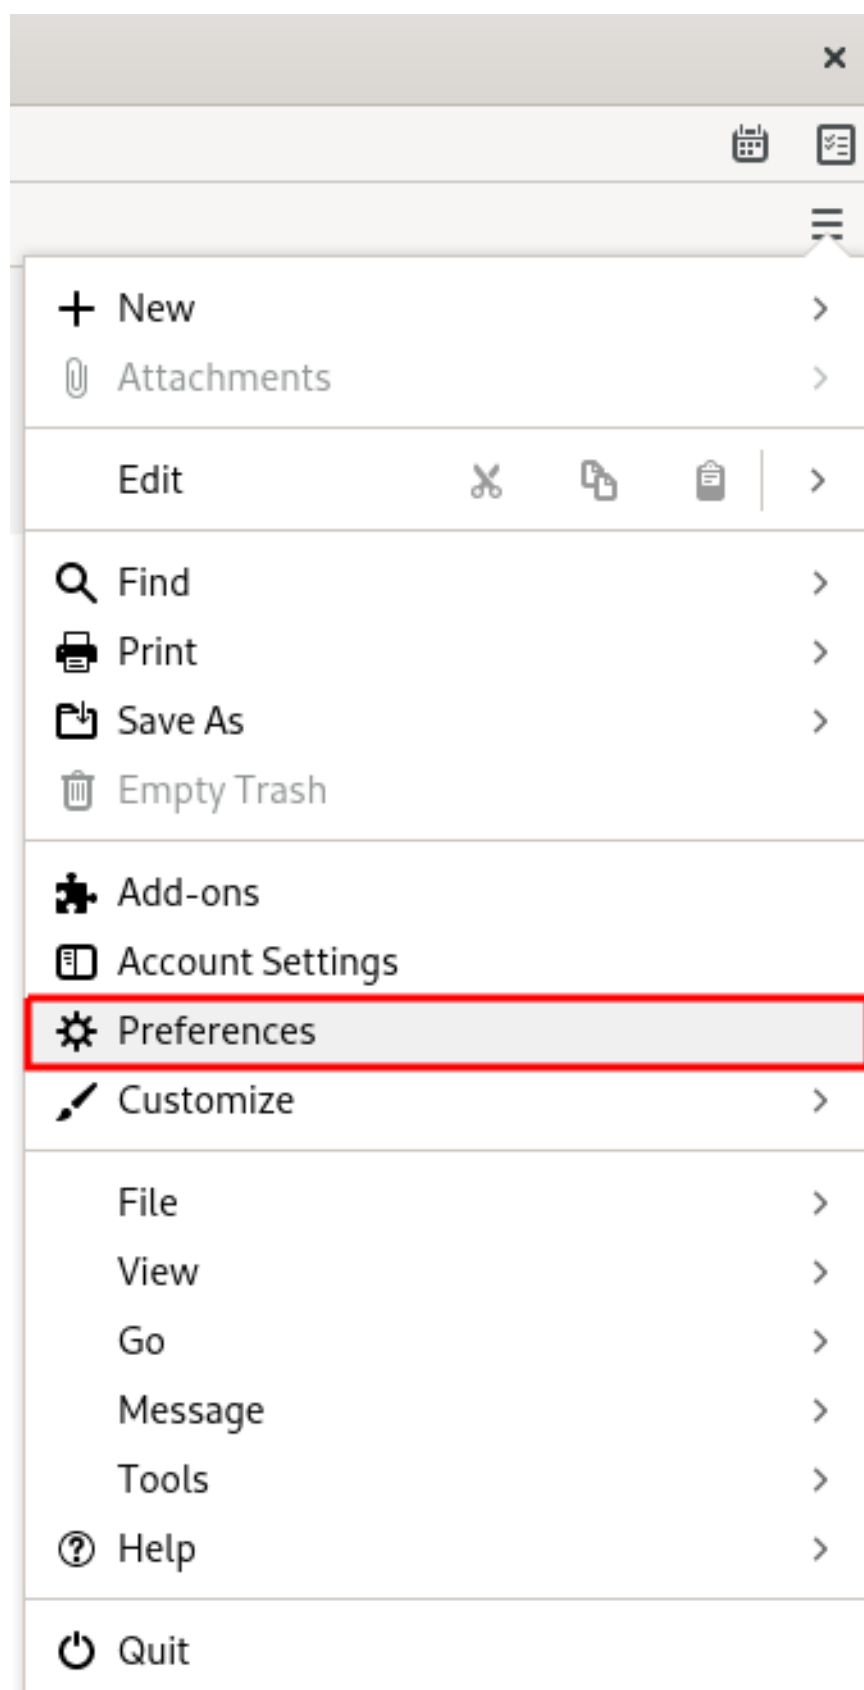 New
Attachments
Edit
Find
Print
Save As
Empty Trash
Add-ons
Account Settings
Preferences
Customize
File
View
Go
Message
Tools
Help
Quit